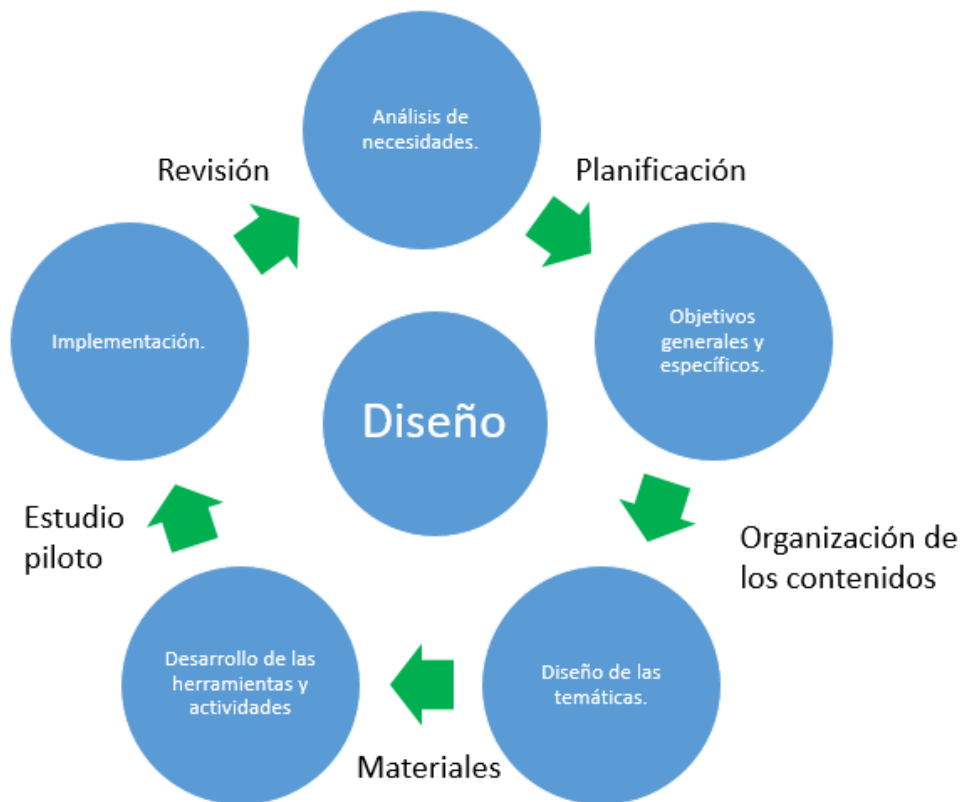 Análisis de
necesidades.
Planificación
Objetivos
generales y
específicos.
Organización de
los contenidos
Diseño de las
temáticas.
Materiales
Desarrollo de las
herramientas y
actividades
Estudio
piloto
Implementación.
Revisión
Diseño